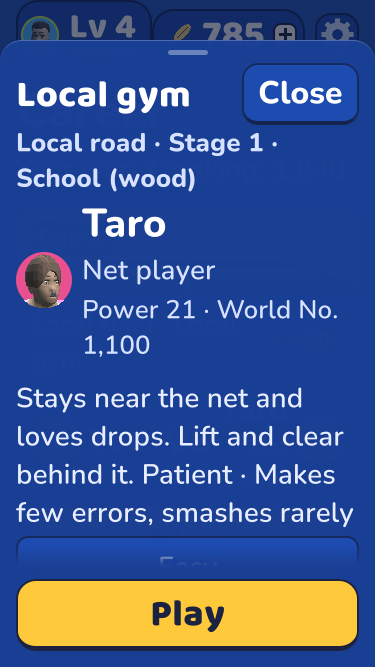 Lv 4
785
Local gym
Close
Local road · Stage 1 ·
School (wood)
Taro
Net player
Power 21 · World No.
1,100
Stays near the net and
loves drops. Lift and clear
behind it. Patient · Makes
few errors, smashes rarely
Easy
Play